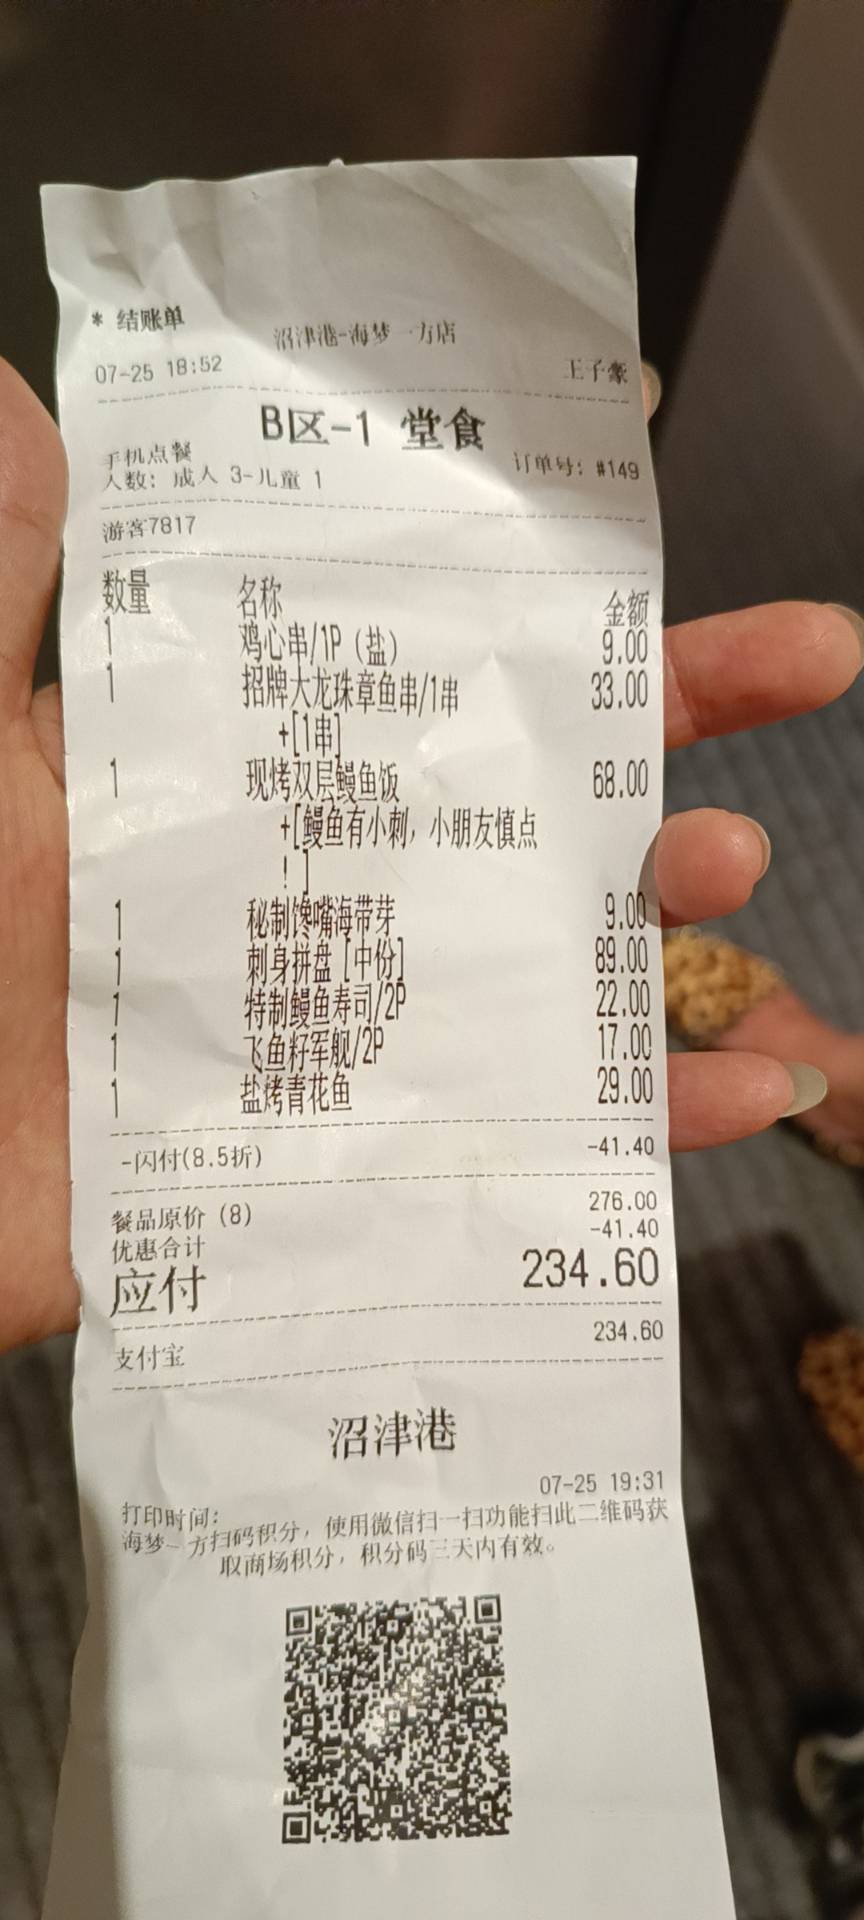 * 结账单
沼津港-海梦一方店
07-25 18:52 王子豪
B区-1 堂食
手机点餐 订单号: #149
人数: 成人 3-儿童 1
游客7817
数量 名称 金额
1 鸡心串/1P（盐） 9.00
1 招牌大龙珠章鱼串/1串 33.00
+[1串]
1 现烤双层鳗鱼饭 68.00
+[鳗鱼有小刺, 小朋友慎点
! ]
1 秘制馋嘴海带芽 9.00
1 刺身拼盘 [中份] 89.00
1 特制鳗鱼寿司/2P 22.00
1 飞鱼籽军舰/2P 17.00
1 盐烤青花鱼 29.00
-闪付(8.5折) -41.40
餐品原价 (8) 276.00
优惠合计 -41.40
应付 234.60
支付宝 234.60
沼津港
打印时间: 07-25 19:31
海梦一方扫码积分, 使用微信扫一扫功能扫此二维码获
取商场积分, 积分码三天内有效。